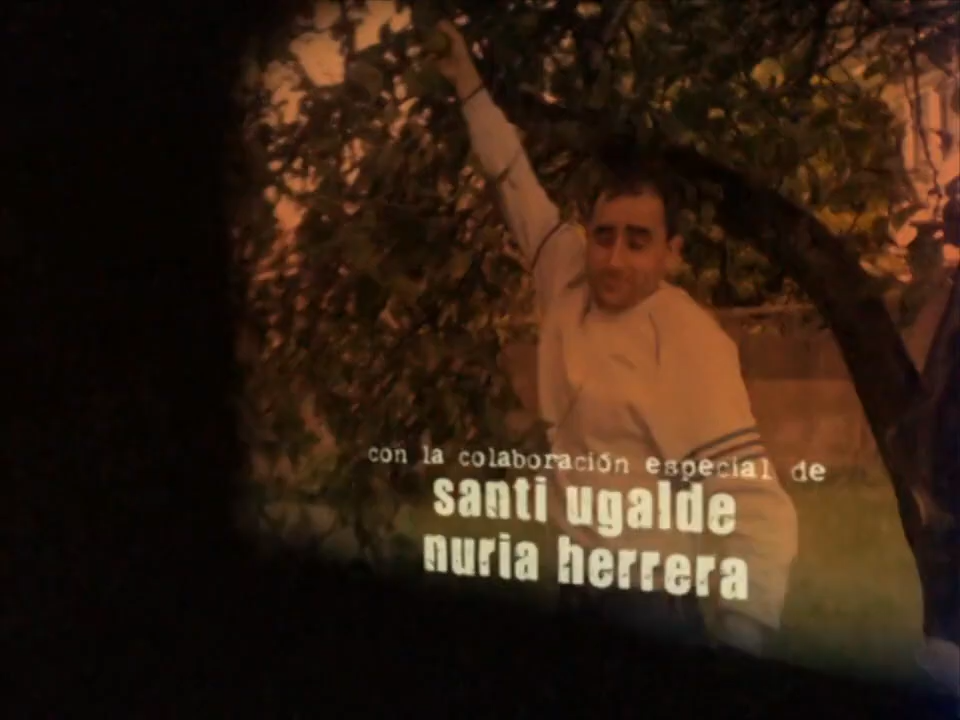 con la colaboración especial de
santi ugalde
nuria herrera